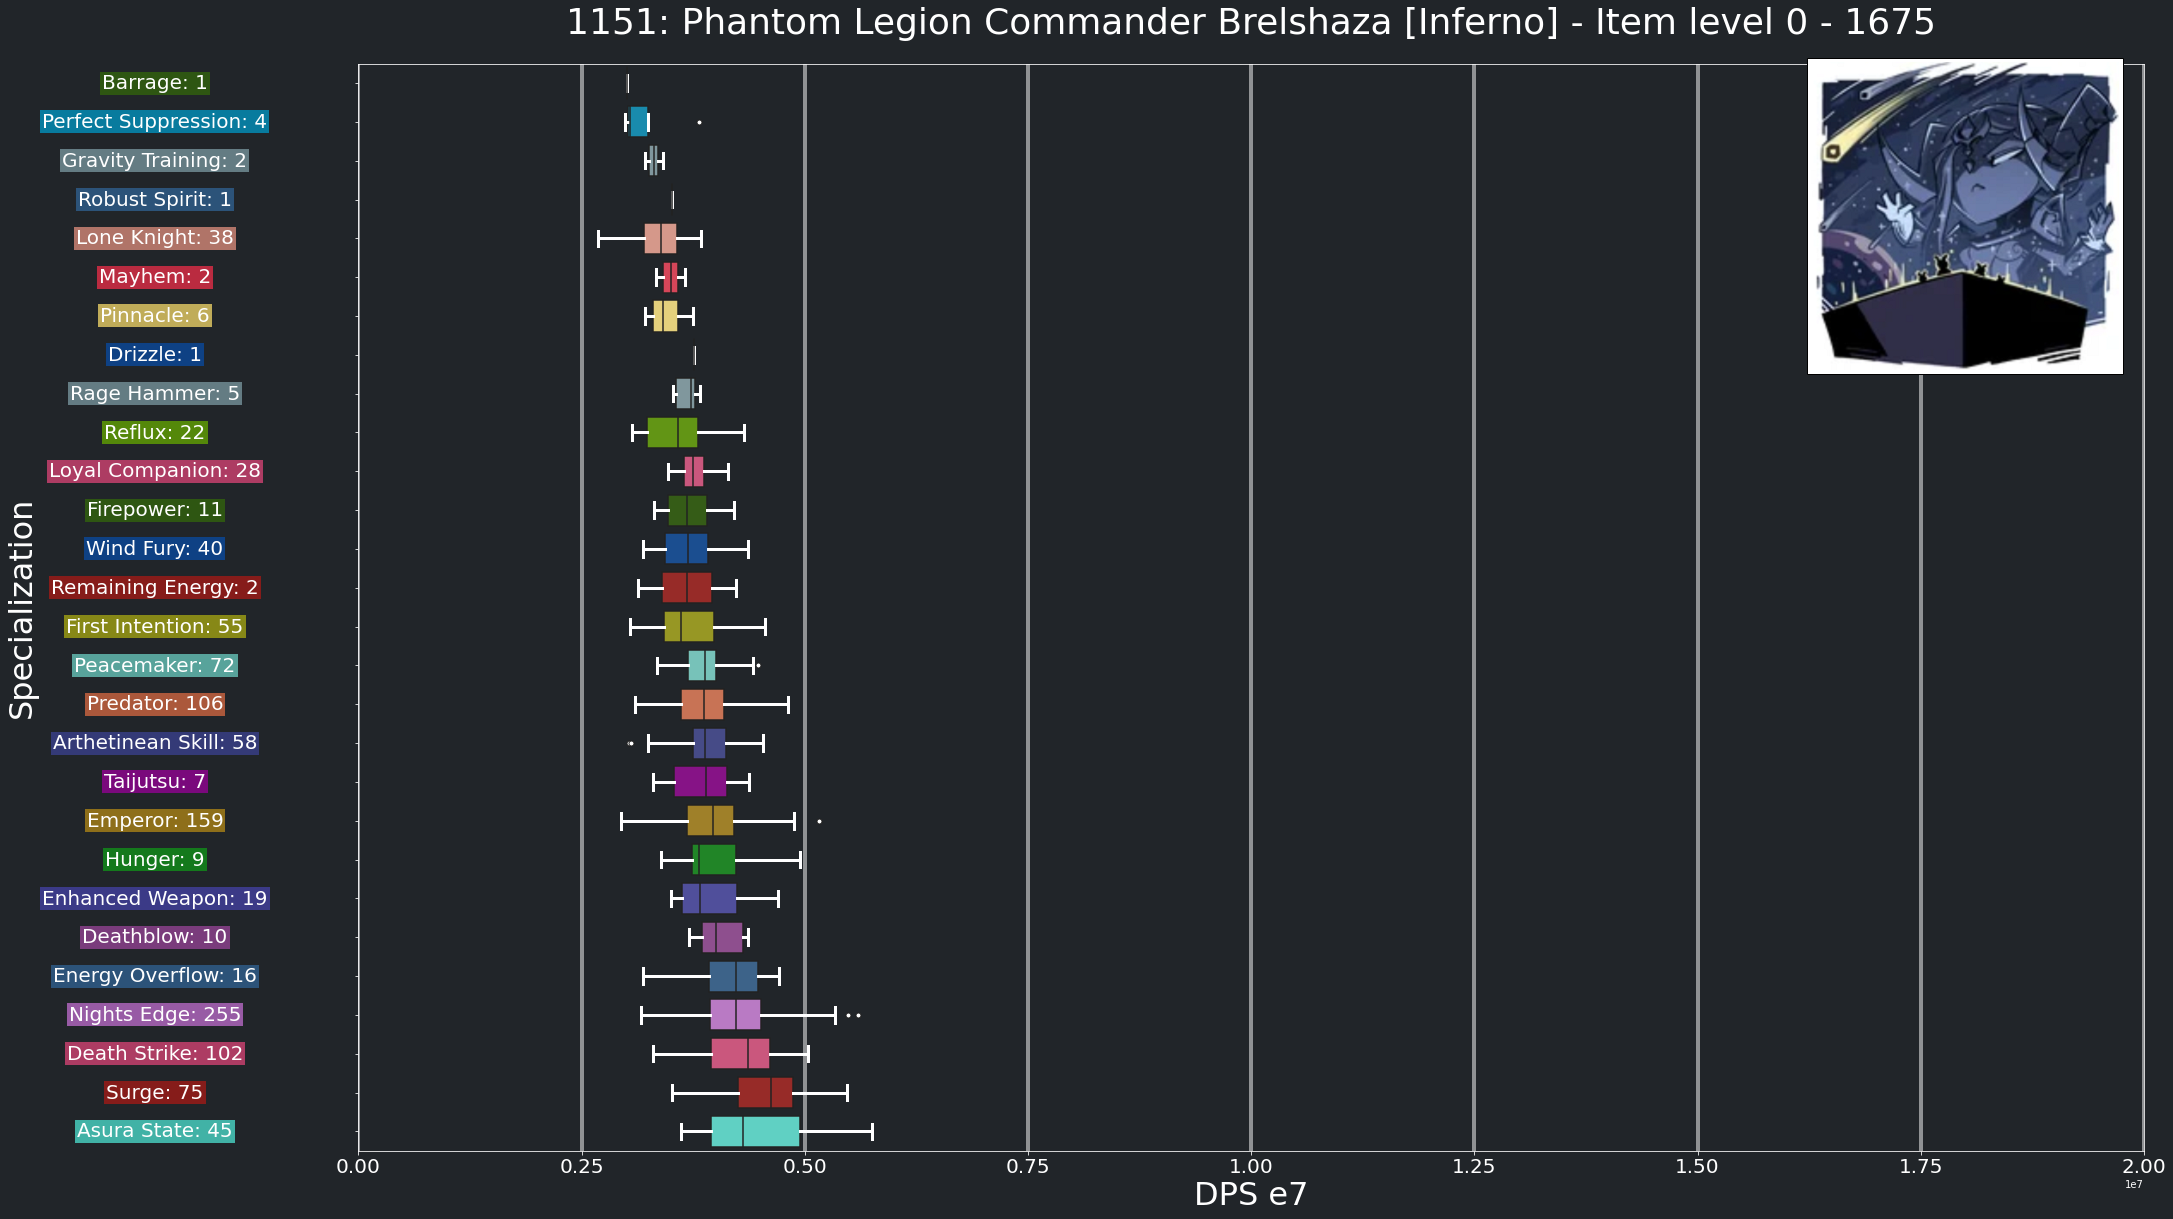 1151: Phantom Legion Commander Brelshaza [Inferno] - Item level 0 - 1675
Specialization
Barrage: 1
Perfect Suppression: 4
Gravity Training: 2
Robust Spirit: 1
Lone Knight: 38
Mayhem: 2
Pinnacle: 6
Drizzle: 1
Rage Hammer: 5
Reflux: 22
Loyal Companion: 28
Firepower: 11
Wind Fury: 40
Remaining Energy: 2
First Intention: 55
Peacemaker: 72
Predator: 106
Arthetinean Skill: 58
Taijutsu: 7
Emperor: 159
Hunger: 9
Enhanced Weapon: 19
Deathblow: 10
Energy Overflow: 16
Nights Edge: 255
Death Strike: 102
Surge: 75
Asura State: 45
0.00 0.25 0.50 0.75 1.00 1.25 1.50 1.75 2.00
1e7
DPS e7